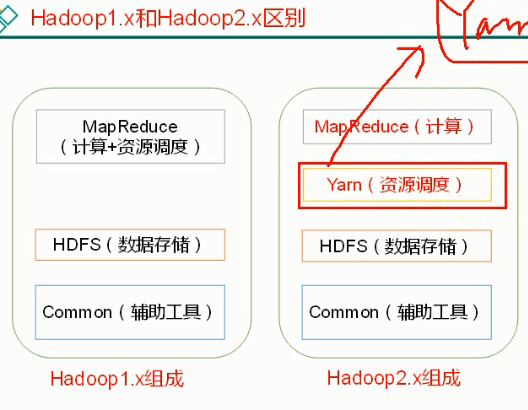 Hadoop1.x和Hadoop2.x区别
Yarn
MapReduce
（计算+资源调度）
HDFS（数据存储）
Common（辅助工具）
Hadoop1.x组成
MapReduce（计算）
Yarn（资源调度）
HDFS（数据存储）
Common（辅助工具）
Hadoop2.x组成